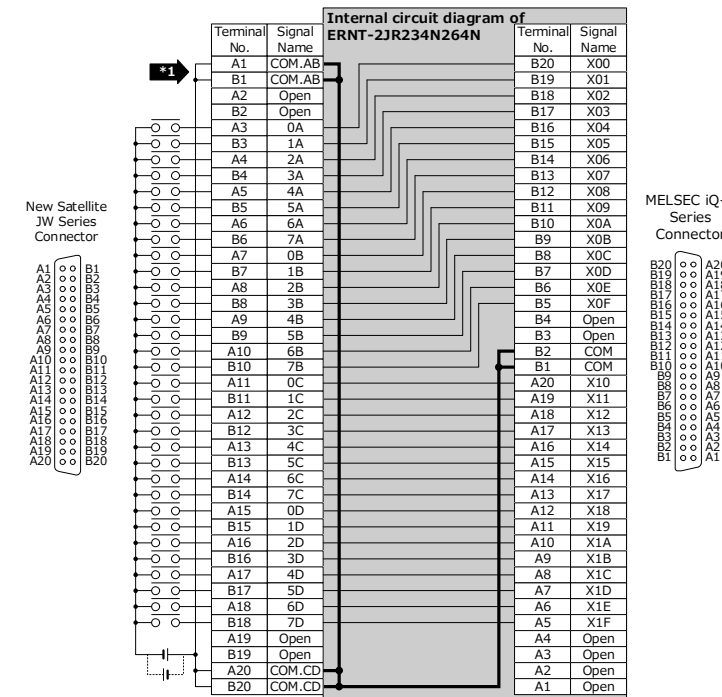 Internal circuit diagram of
ERNT-2JR234N264N
Terminal No. Signal Name Terminal No. Signal Name
*1
A1 COM.AB B20 X00
B1 COM.AB B19 X01
A2 Open B18 X02
B2 Open B17 X03
A3 0A B16 X04
B3 1A B15 X05
A4 2A B14 X06
B4 3A B13 X07
A5 4A B12 X08
B5 5A B11 X09
A6 6A B10 X0A
B6 7A B9 X0B
A7 0B B8 X0C
B7 1B B7 X0D
A8 2B B6 X0E
B8 3B B5 X0F
A9 4B B4 Open
B9 5B B3 Open
A10 6B B2 COM
B10 7B B1 COM
A11 0C A20 X10
B11 1C A19 X11
A12 2C A18 X12
B12 3C A17 X13
A13 4C A16 X14
B13 5C A15 X15
A14 6C A14 X16
B14 7C A13 X17
A15 0D A12 X18
B15 1D A11 X19
A16 2D A10 X1A
B16 3D A9 X1B
A17 4D A8 X1C
B17 5D A7 X1D
A18 6D A6 X1E
B18 7D A5 X1F
A19 Open A4 Open
B19 Open A3 Open
A20 COM.CD A2 Open
B20 COM.CD A1 Open
New Satellite
JW Series
Connector
A1 B1
A2 B2
A3 B3
A4 B4
A5 B5
A6 B6
A7 B7
A8 B8
A9 B9
A10 B10
A11 B11
A12 B12
A13 B13
A14 B14
A15 B15
A16 B16
A17 B17
A18 B18
A19 B19
A20 B20
MELSEC iQ-
Series
Connector
B20
B19
B18
B17
B16
B15
B14
B13
B12
B11
B10
B9 A9
B8 A8
B7 A7
B6 A6
B5 A5
B4 A4
B3 A3
B2 A2
B1 A1